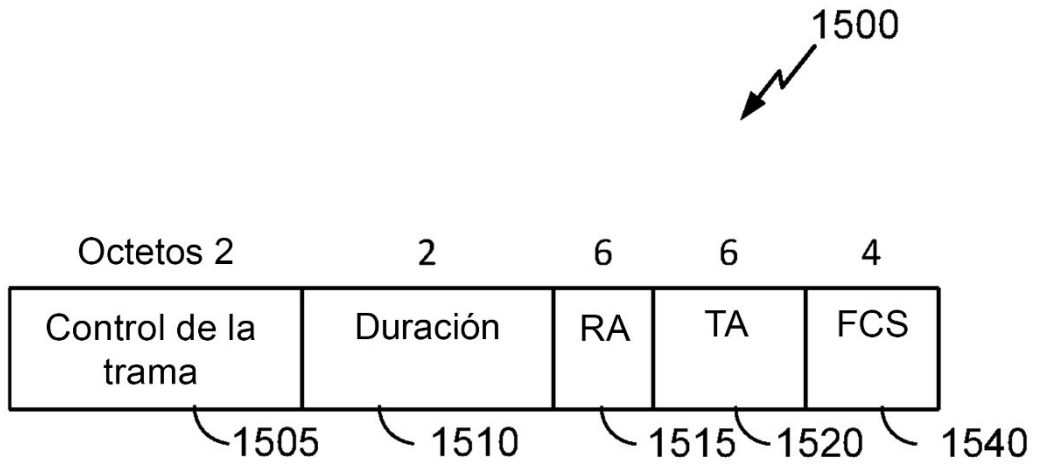 1500
Octetos 2 2 6 6 4
Control de la trama Duración RA TA FCS
1505 1510 1515 1520 1540